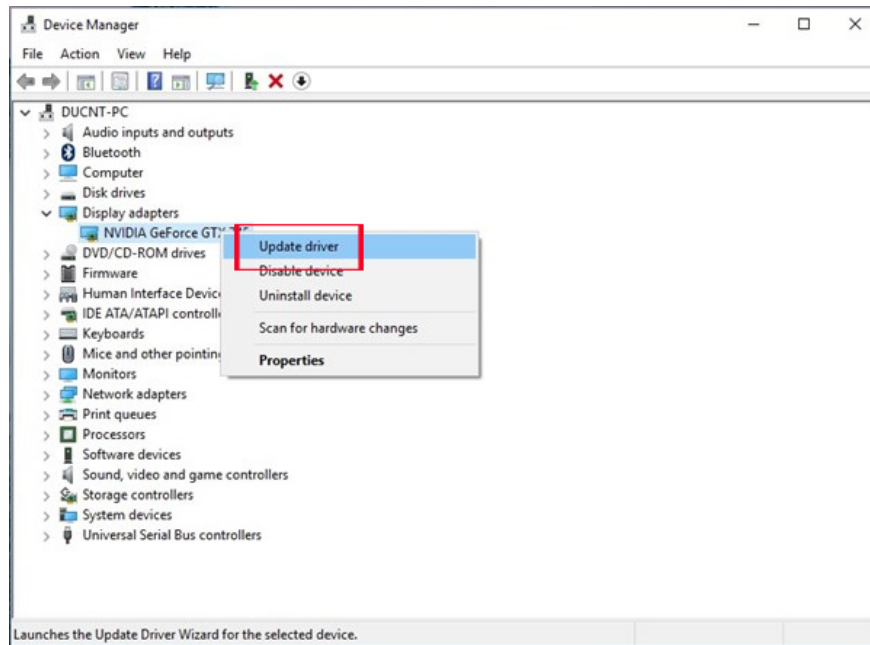 Device Manager
File Action View Help
DUCNT-PC
Audio inputs and outputs
Bluetooth
Computer
Disk drives
Display adapters
NVIDIA GeForce
DVD/CD-ROM drives
Firmware
Human Interface
IDE ATA/ATAPI
Keyboards
Mice and other
Monitors
Network adapters
Print queues
Processors
Software devices
Sound, video and game controllers
Storage controllers
System devices
Universal Serial Bus controllers
Update driver
Disable device
Uninstall device
Scan for hardware changes
Properties
Launches the Update Driver Wizard for the selected device.